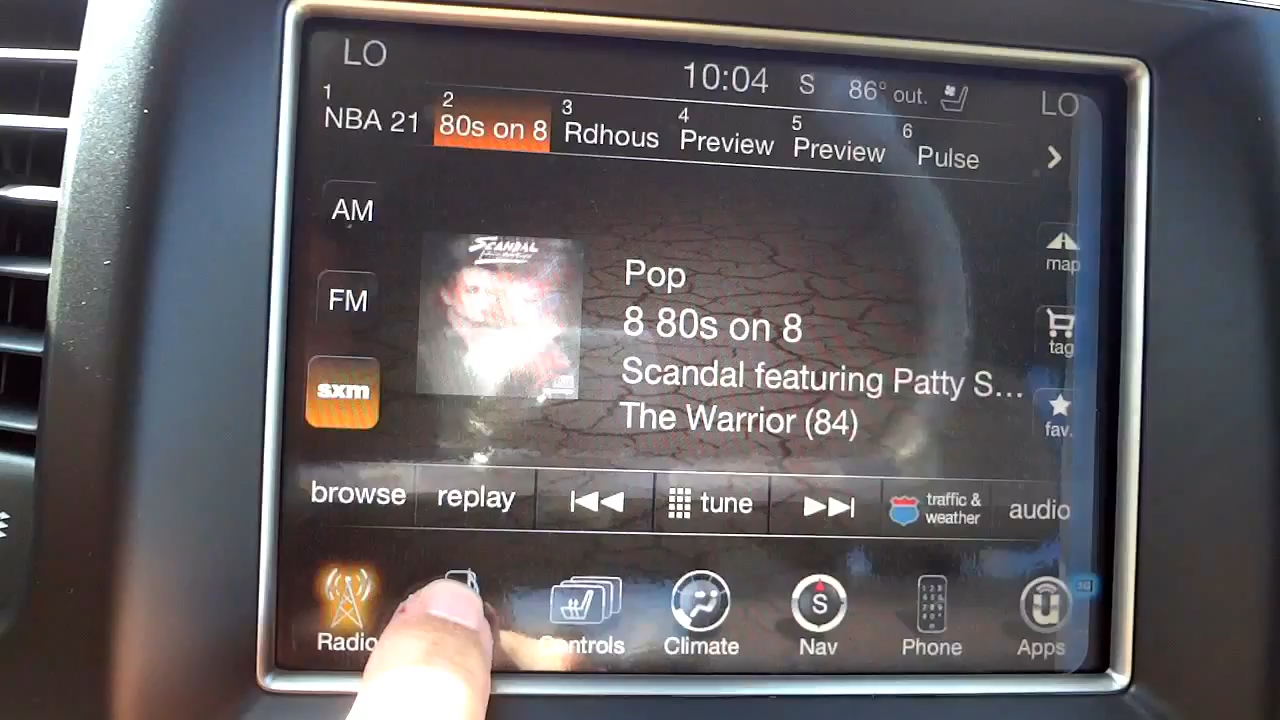 LO
10:04 S 86° out.
LO
1 NBA 21
2 80s on 8
3 Rdhous
4 Preview
5 Preview
6 Pulse
AM
FM
sxm
SCANDAL
Pop
8 80s on 8
Scandal featuring Patty S...
The Warrior (84)
map
tag
fav.
browse
replay
tune
traffic &
weather
audio
Radio
Controls
Climate
S
Nav
Phone
U
Apps